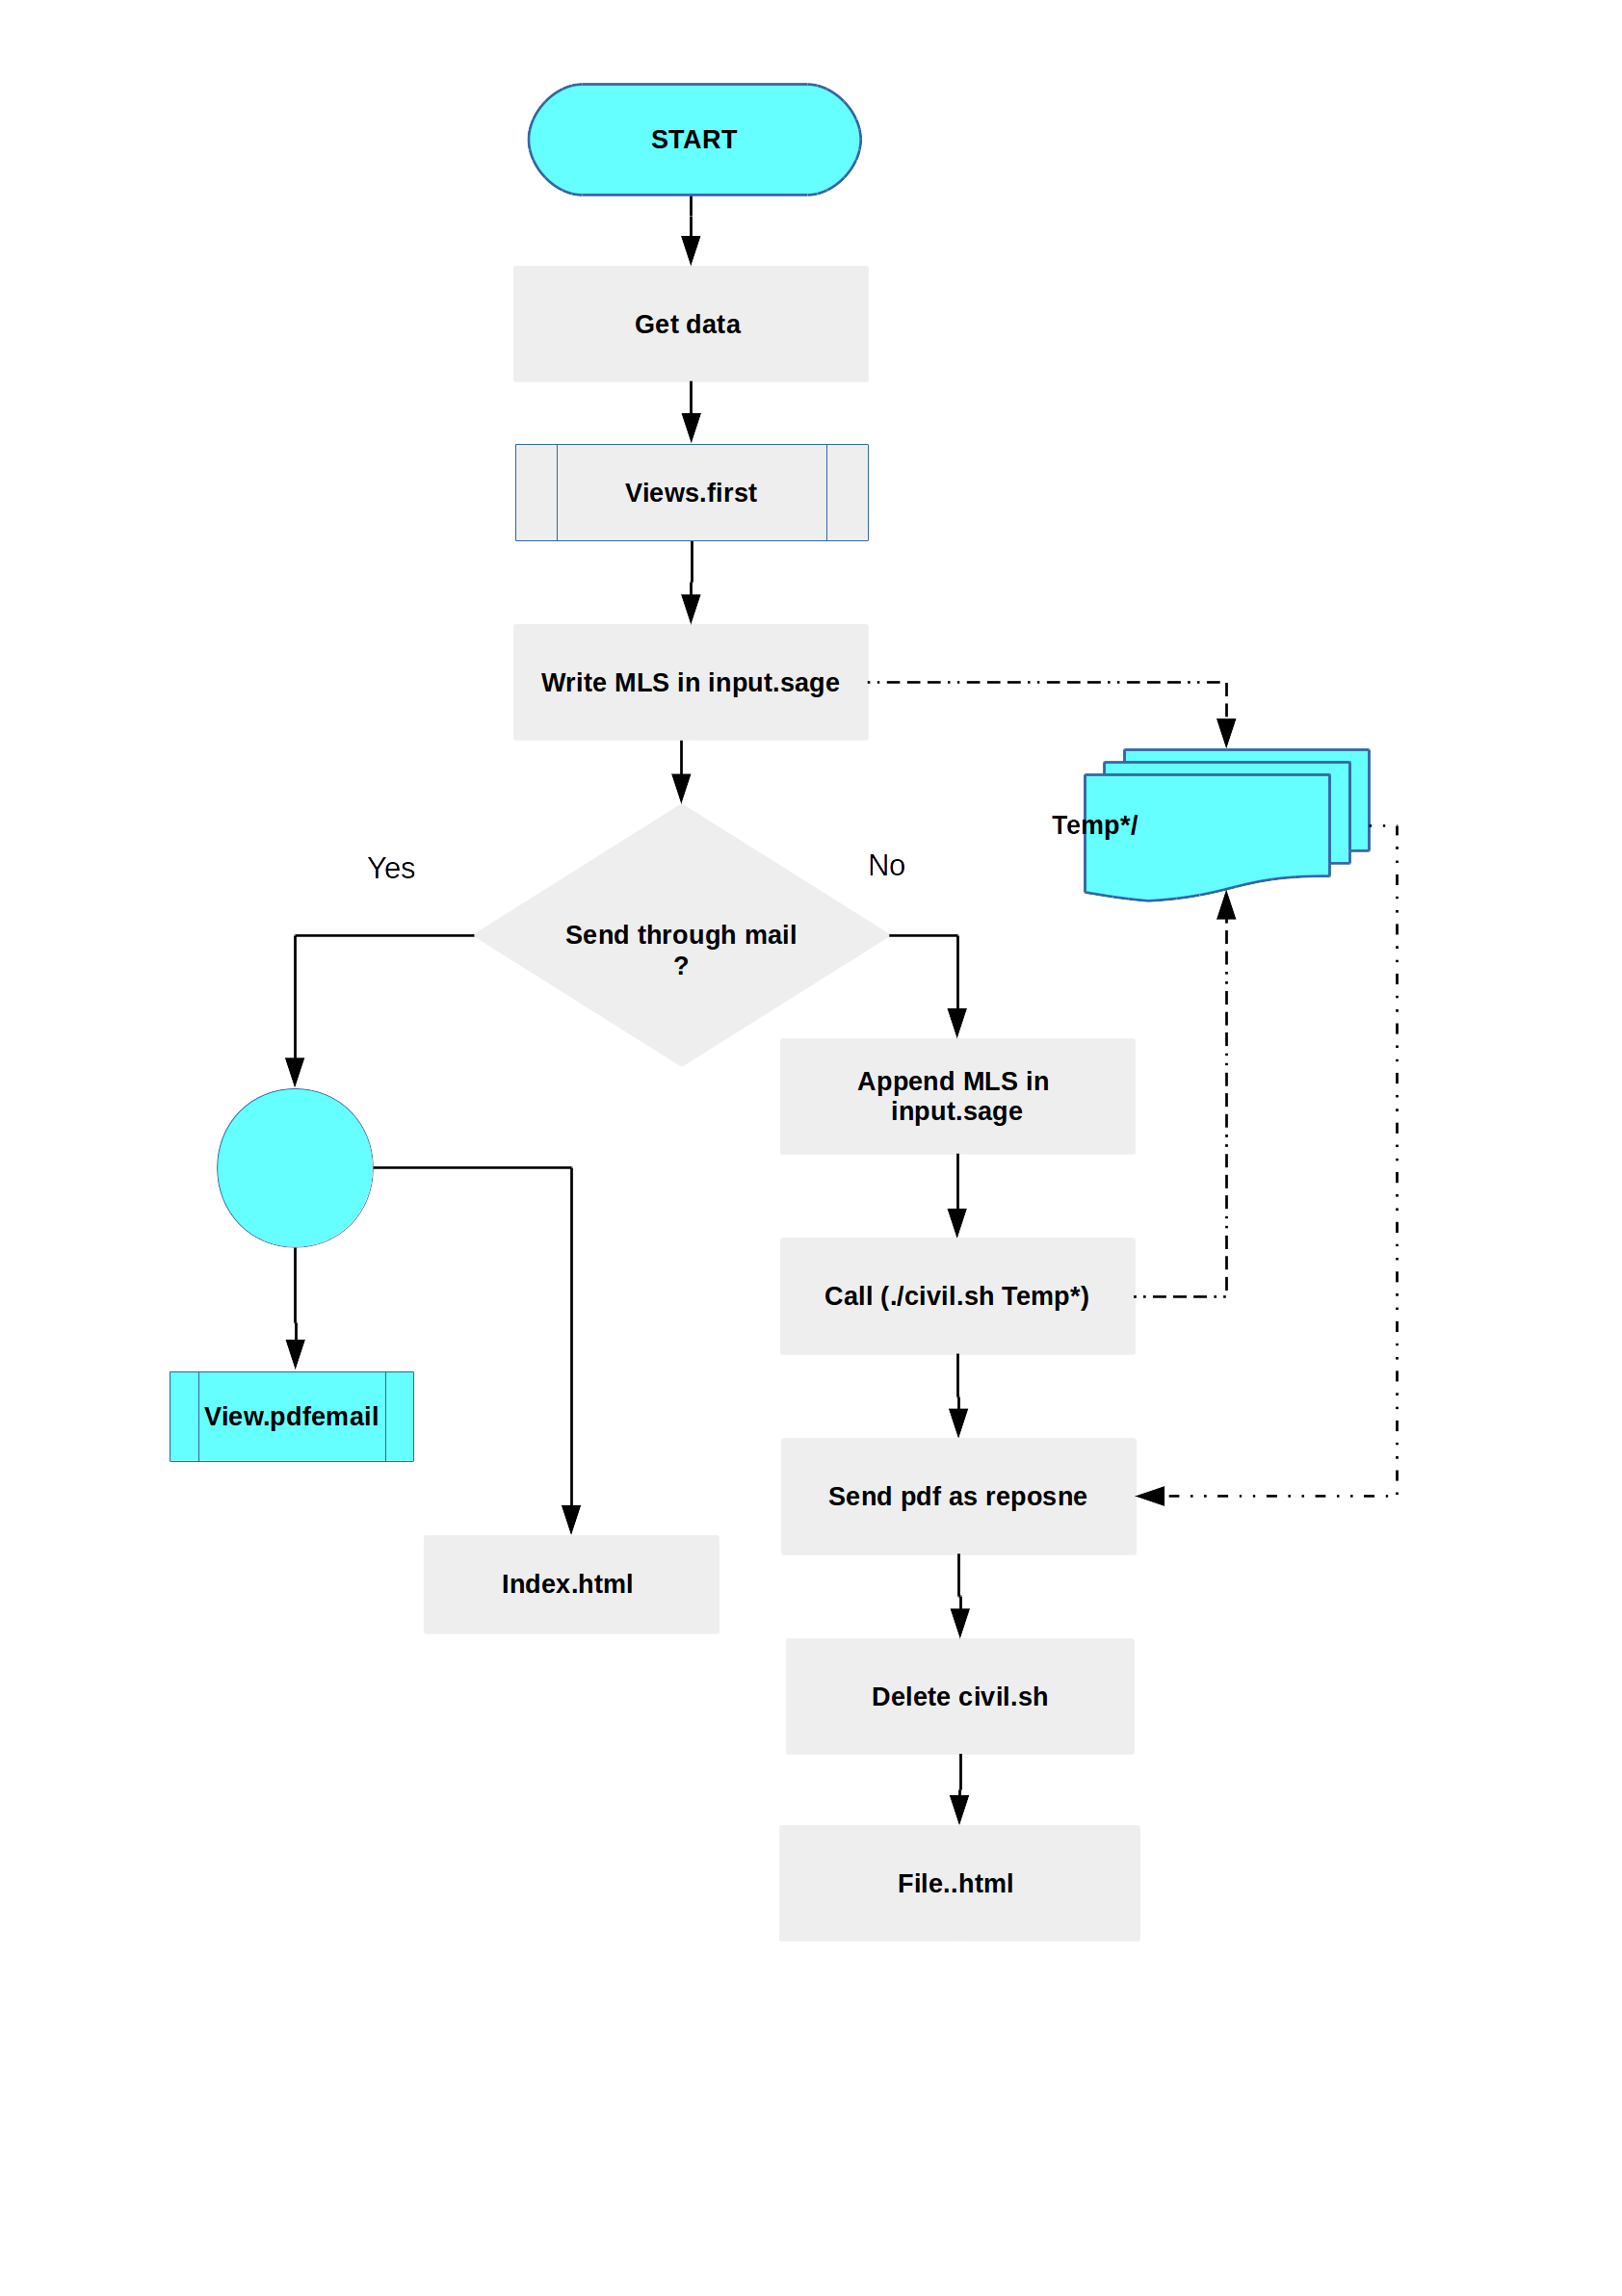 START
Get data
Views.first
Write MLS in input.sage
Temp*/
Yes
No
Send through mail
?
Append MLS in
input.sage
Call (./civil.sh Temp*)
View.pdfemail
Send pdf as reposne
Index.html
Delete civil.sh
File..html